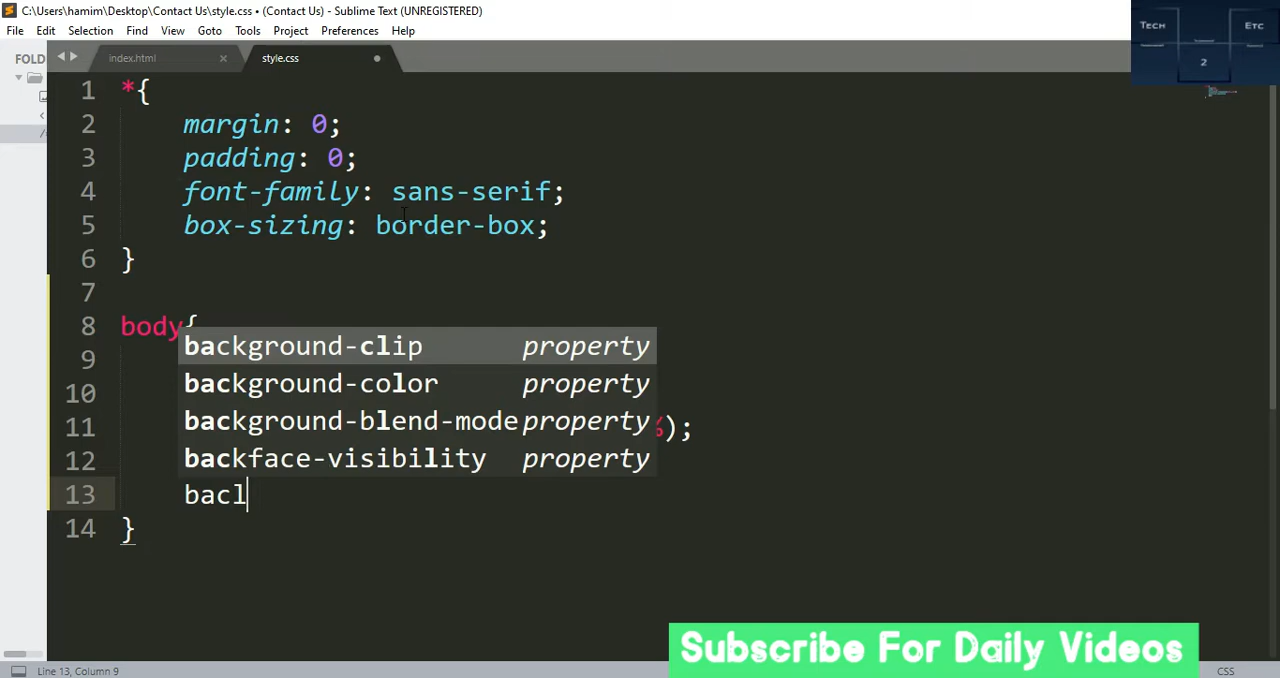 C:\Users\hamim\Desktop\Contact Us\style.css • (Contact Us) - Sublime Text (UNREGISTERED)
File Edit Selection Find View Goto Tools Project Preferences Help
Tech Etc
2
FOLD
index.html × style.css
1 *{
2 margin: 0;
3 padding: 0;
4 font-family: sans-serif;
5 box-sizing: border-box;
6 }
7
8 body{
9 background-clip property
10 background-color property
11 background-blend-mode property %);
12 backface-visibility property
13 bacl
14 }
Subscribe For Daily Videos
Line 13, Column 9 CSS